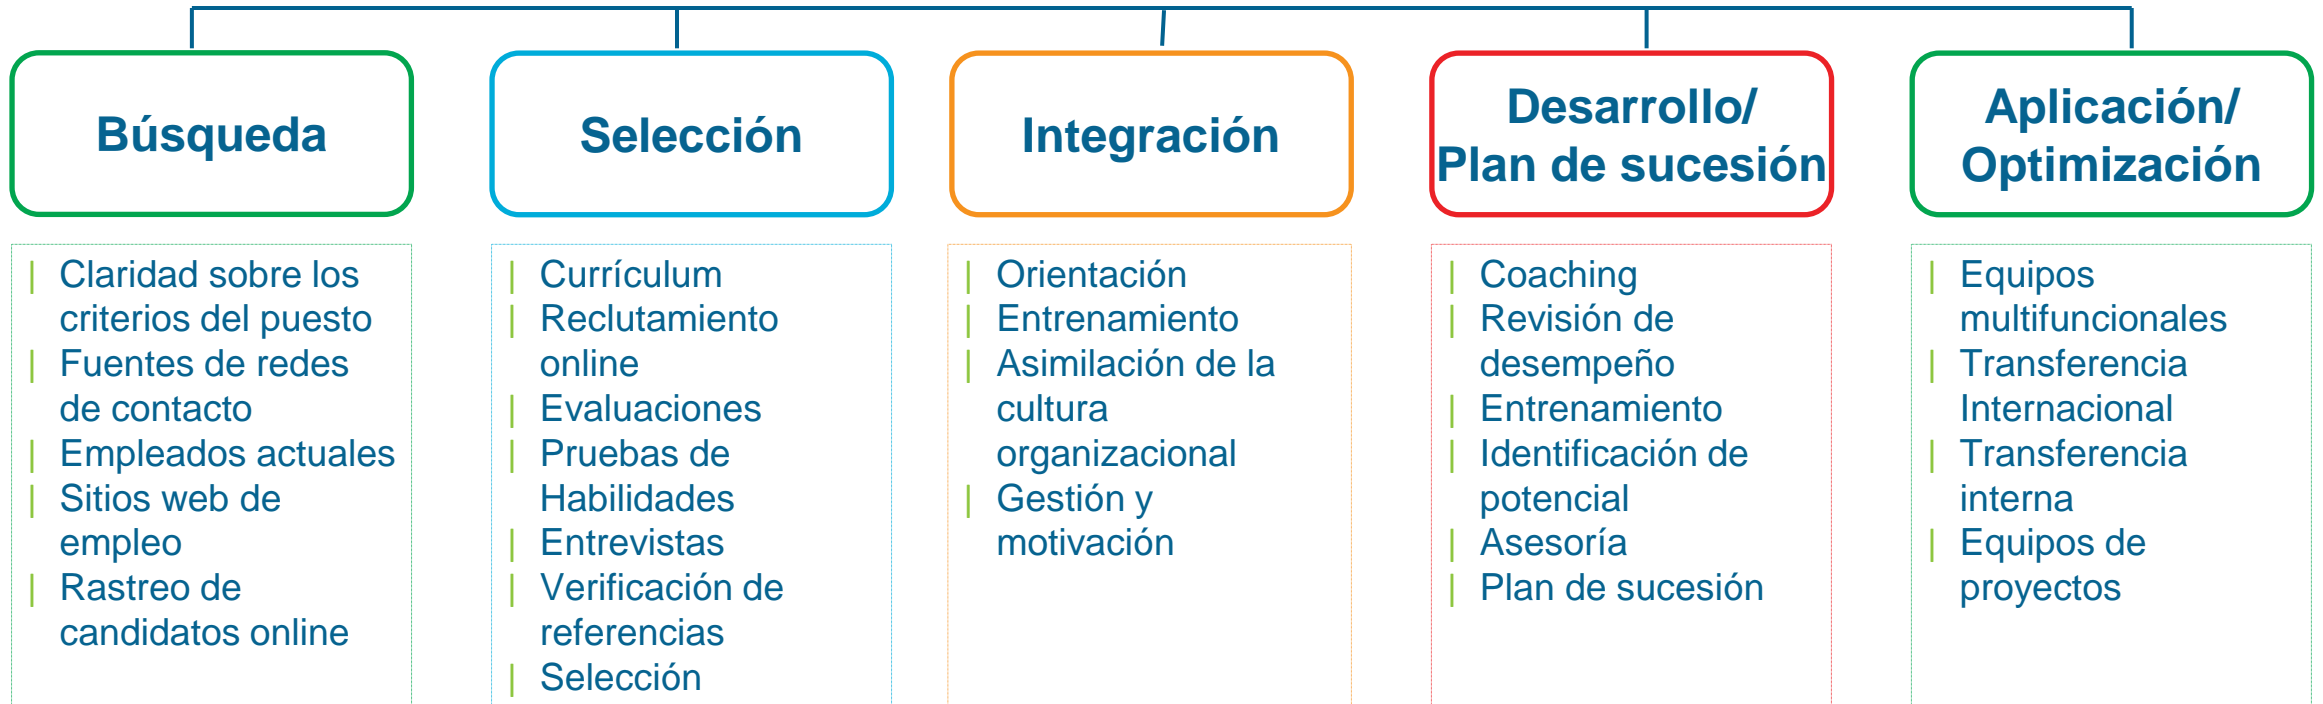 Búsqueda
Claridad sobre los
criterios del puesto
Fuentes de redes
de contacto
Empleados actuales
Sitios web de
empleo
Rastreo de
candidatos online
Selección
Currículum
Reclutamiento
online
Evaluaciones
Pruebas de
Habilidades
Entrevistas
Verificación de
referencias
Selección
Integración
Orientación
Entrenamiento
Asimilación de la
cultura
organizacional
Gestión y
motivación
Desarrollo/
Plan de sucesión
Coaching
Revisión de
desempeño
Entrenamiento
Identificación de
potencial
Asesoría
Plan de sucesión
Aplicación/
Optimización
Equipos
multifuncionales
Transferencia
Internacional
Transferencia
interna
Equipos de
proyectos